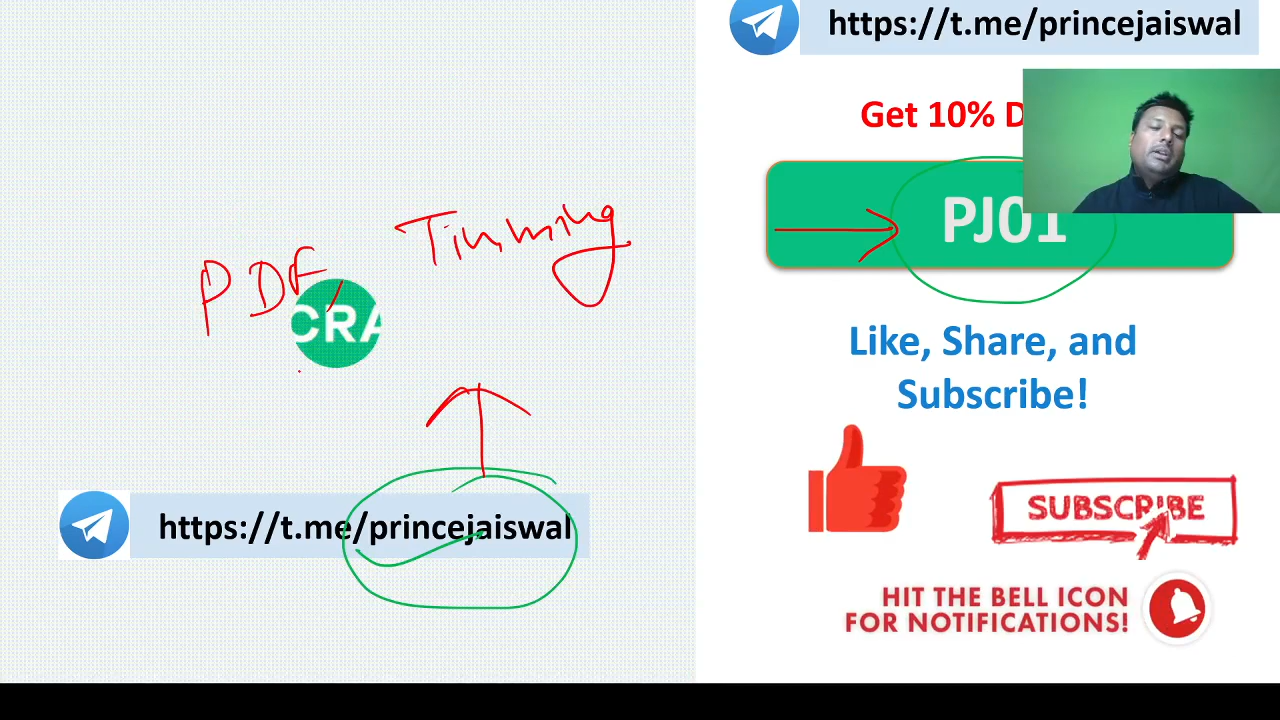 https://t.me/princejaiswal
Get 10% D
PJ01
Timming
PDF,
CRA
Like, Share, and
Subscribe!
https://t.me/princejaiswal
SUBSCRIBE
HIT THE BELL ICON
FOR NOTIFICATIONS!